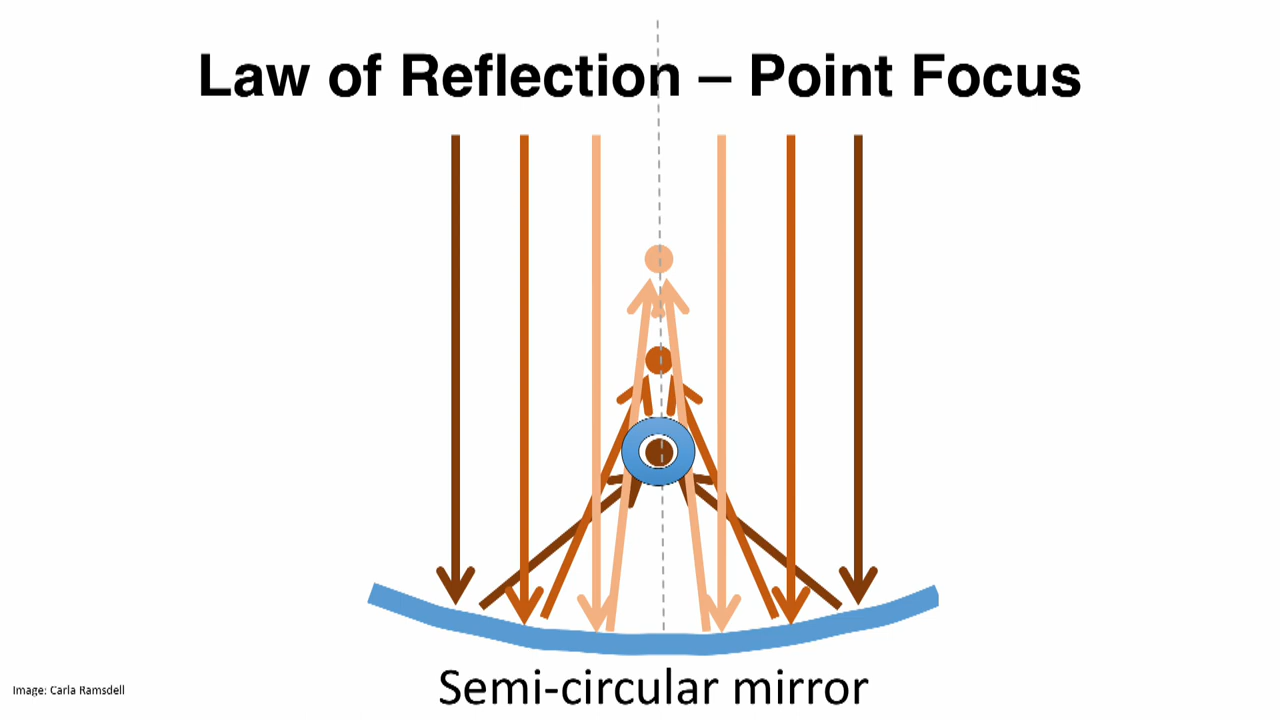 Law of Reflection – Point Focus
Semi-circular mirror
Image: Carla Ramsdell